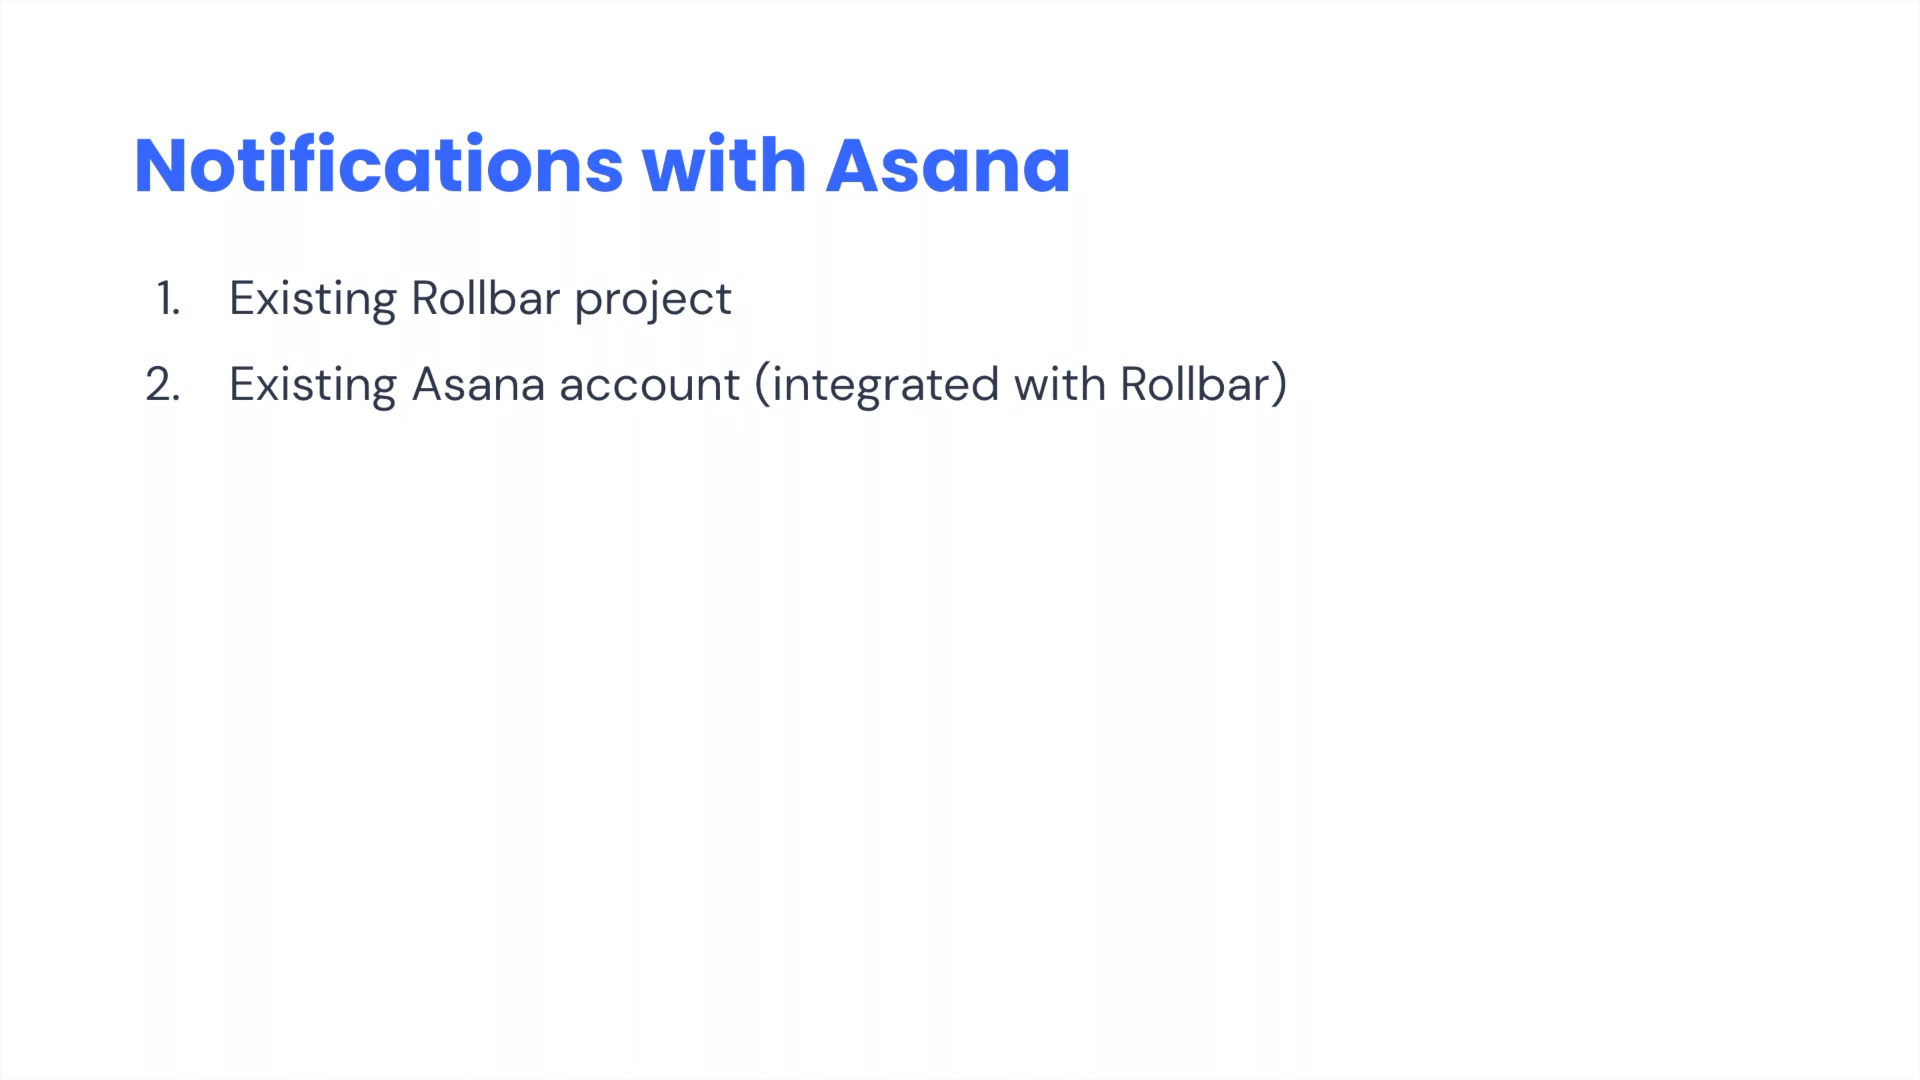 Notifications with Asana
1. Existing Rollbar project
2. Existing Asana account (integrated with Rollbar)